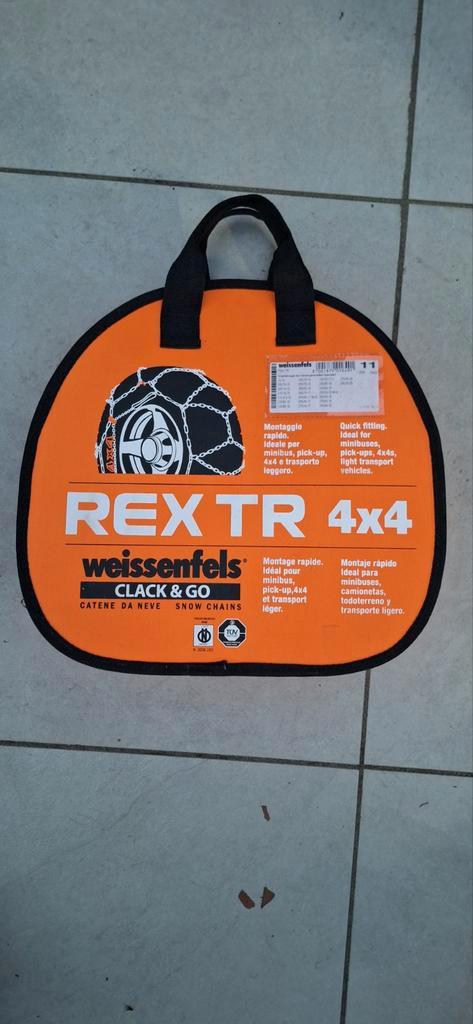 weissenfels
11
Montaggio
rapido.
Ideale per
minibus, pick-up,
4x4 e trasporto
leggero.
Quick fitting.
Ideal for
minibuses,
pick-ups, 4x4s,
light transport
vehicles.
REX TR 4x4
weissenfels®
CLACK & GO
CATENE DA NEVE SNOW CHAINS
Montage rapide.
Idéal pour
minibus,
pick-up,4x4
et transport
léger.
Montaje rápido
Ideal para
minibuses,
camionetas,
todoterreno y
transporte ligero.
TÜV